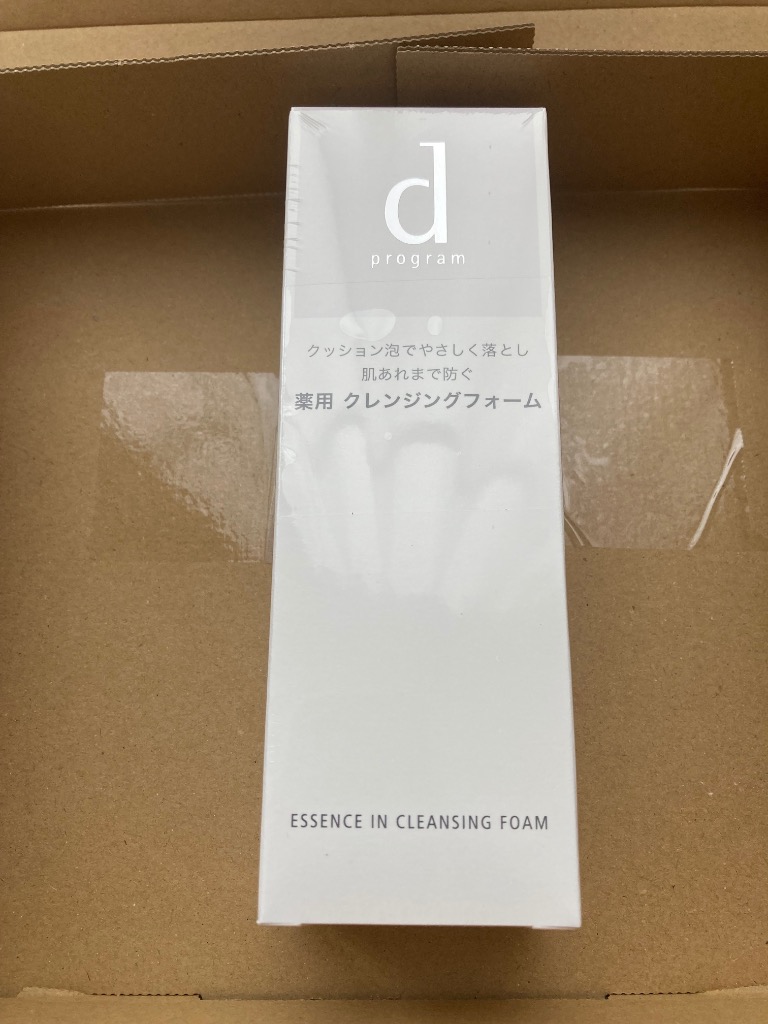 d
program
クッション泡でやさしく落とし
肌あれまで防ぐ
薬用 クレンジングフォーム
ESSENCE IN CLEANSING FOAM